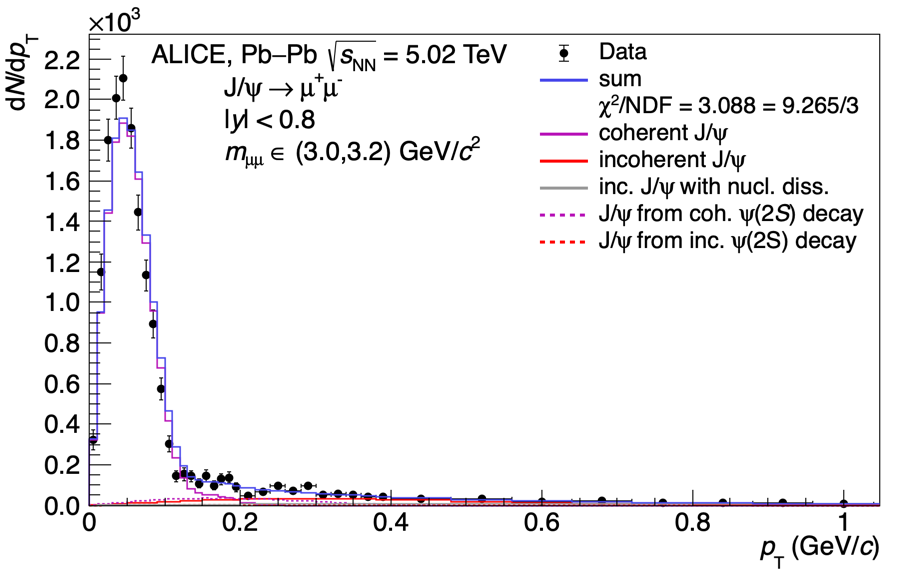 ×10³
dN/dp_T
2.2
2.0
1.8
1.6
1.4
1.2
1.0
0.8
0.6
0.4
0.2
0.0
ALICE, Pb−Pb √s_NN = 5.02 TeV
J/ψ → μ⁺μ⁻
|y| < 0.8
m_μμ ∈ (3.0,3.2) GeV/c²
Data
sum
χ²/NDF = 3.088 = 9.265/3
coherent J/ψ
incoherent J/ψ
inc. J/ψ with nucl. diss.
J/ψ from coh. ψ(2S) decay
J/ψ from inc. ψ(2S) decay
0 0.2 0.4 0.6 0.8 1
p_T (GeV/c)